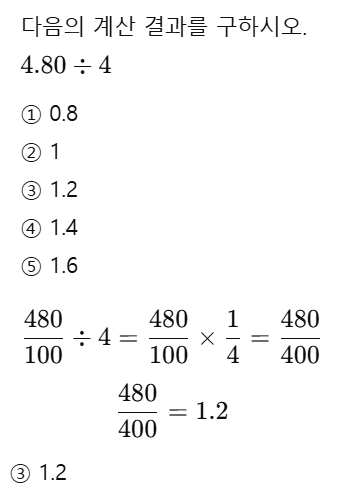 다음의 계산 결과를 구하시오.
4.80 ÷ 4
① 0.8
② 1
③ 1.2
④ 1.4
⑤ 1.6
480/100 ÷ 4 = 480/100 × 1/4 = 480/400
480/400 = 1.2
③ 1.2